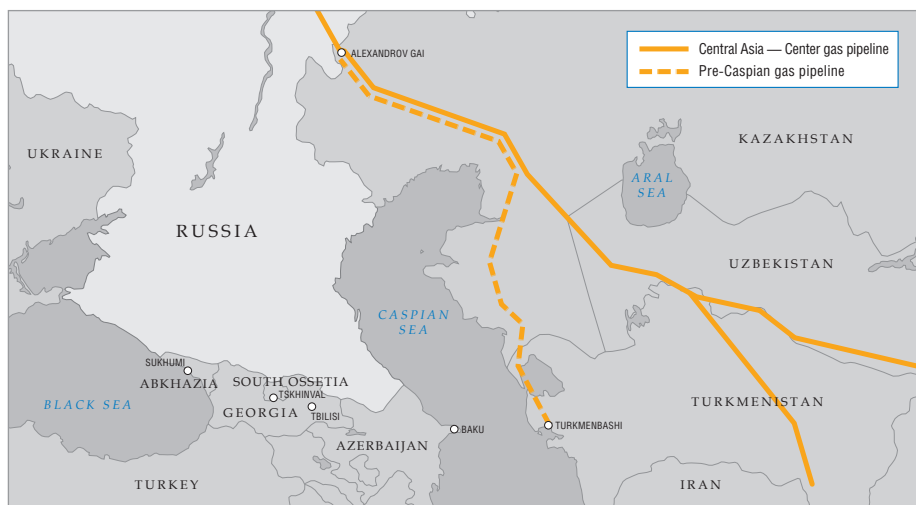 ALEXANDROV GAI
Central Asia — Center gas pipeline
Pre-Caspian gas pipeline
KAZAKHSTAN
UKRAINE
ARAL
SEA
RUSSIA
UZBEKISTAN
CASPIAN
SEA
SUKHUMI
ABKHAZIA
SOUTH OSSETIA
TSKHINVAL
BLACK SEA
GEORGIA
TBILISI
TURKMENISTAN
BAKU
TURKMENBASHI
AZERBAIJAN
TURKEY
IRAN